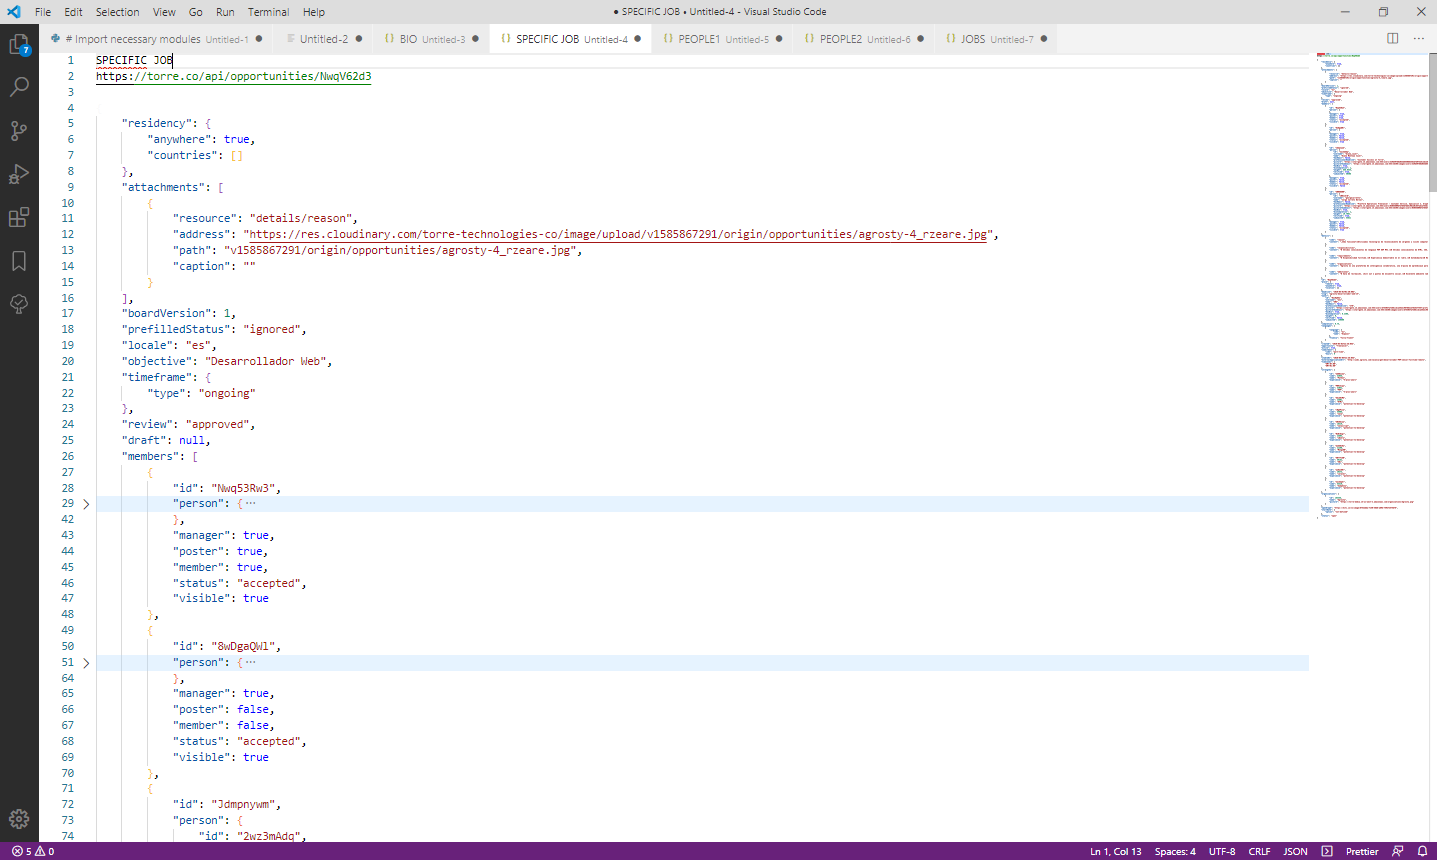 File Edit Selection View Go Run Terminal Help ● SPECIFIC JOB • Untitled-4 - Visual Studio Code
# Import necessary modules Untitled-1 ● Untitled-2 ● {} BIO Untitled-3 ● {} SPECIFIC JOB Untitled-4 ● {} PEOPLE1 Untitled-5 ● {} PEOPLE2 Untitled-6 ● {} JOBS Untitled-7 ●
7
1 SPECIFIC JOB
2 https://torre.co/api/opportunities/NwqV62d3
3
4
5 "residency": {
6 "anywhere": true,
7 "countries": []
8 },
9 "attachments": [
10 {
11 "resource": "details/reason",
12 "address": "https://res.cloudinary.com/torre-technologies-co/image/upload/v1585867291/origin/opportunities/agrosty-4_rzeare.jpg",
13 "path": "v1585867291/origin/opportunities/agrosty-4_rzeare.jpg",
14 "caption": ""
15 }
16 ],
17 "boardVersion": 1,
18 "prefilledStatus": "ignored",
19 "locale": "es",
20 "objective": "Desarrollador Web",
21 "timeframe": {
22 "type": "ongoing"
23 },
24 "review": "approved",
25 "draft": null,
26 "members": [
27 {
28 "id": "Nwq53Rw3",
29 "person": { ···
42 },
43 "manager": true,
44 "poster": true,
45 "member": true,
46 "status": "accepted",
47 "visible": true
48 },
49 {
50 "id": "8wDgaQWl",
51 "person": { ···
64 },
65 "manager": true,
66 "poster": false,
67 "member": false,
68 "status": "accepted",
69 "visible": true
70 },
71 {
72 "id": "Jdmpnywm",
73 "person": {
74 "id": "2wz3mAdq",
5 0 Ln 1, Col 13 Spaces: 4 UTF-8 CRLF JSON Prettier